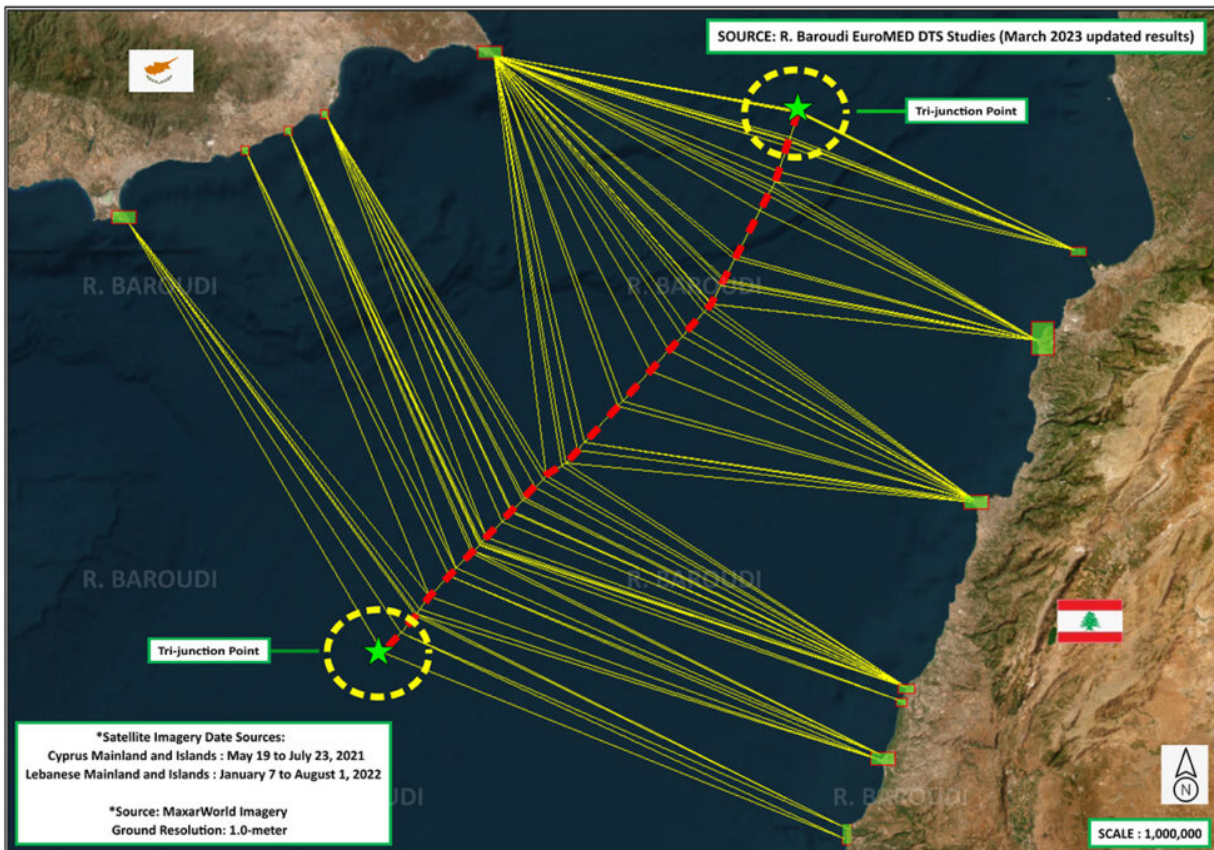 SOURCE: R. Baroudi EuroMED DTS Studies (March 2023 updated results)
Tri-junction Point
R. BAROUDI
R. BAROUDI
R. BAROUDI
R. BAROUDI
Tri-junction Point
*Satellite Imagery Date Sources:
Cyprus Mainland and Islands : May 19 to July 23, 2021
Lebanese Mainland and Islands : January 7 to August 1, 2022
*Source: MaxarWorld Imagery
Ground Resolution: 1.0-meter
R. BAROUDI
N
SCALE : 1,000,000